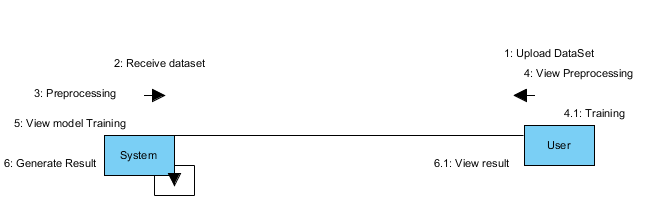 1: Upload DataSet
2: Receive dataset
4: View Preprocessing
3: Preprocessing
4.1: Training
5: View model Training
System
User
6: Generate Result
6.1: View result